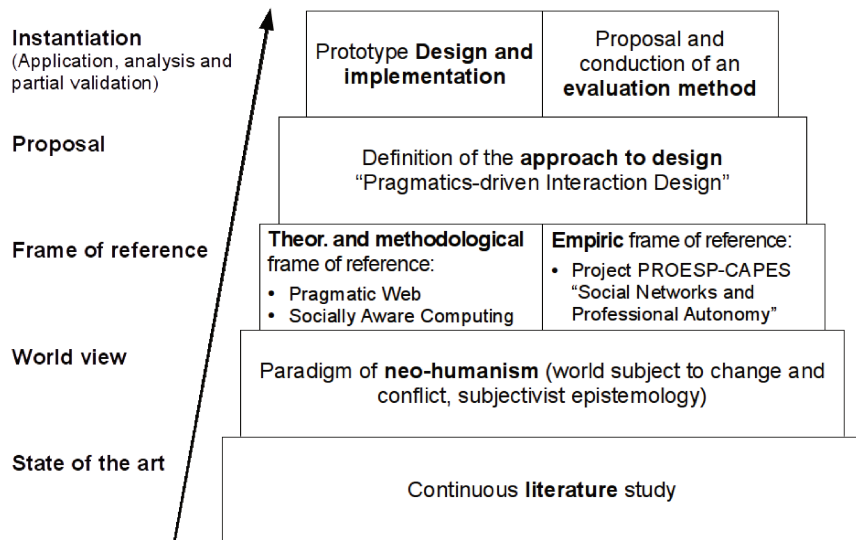 Instantiation
(Application, analysis and
partial validation)
Prototype Design and
implementation
Proposal and
conduction of an
evaluation method
Proposal
Definition of the approach to design
“Pragmatics-driven Interaction Design”
Frame of reference
Theor. and methodological
frame of reference:
• Pragmatic Web
• Socially Aware Computing
Empiric frame of reference:
• Project PROESP-CAPES
“Social Networks and
Professional Autonomy”
World view
Paradigm of neo-humanism (world subject to change and
conflict, subjectivist epistemology)
State of the art
Continuous literature study